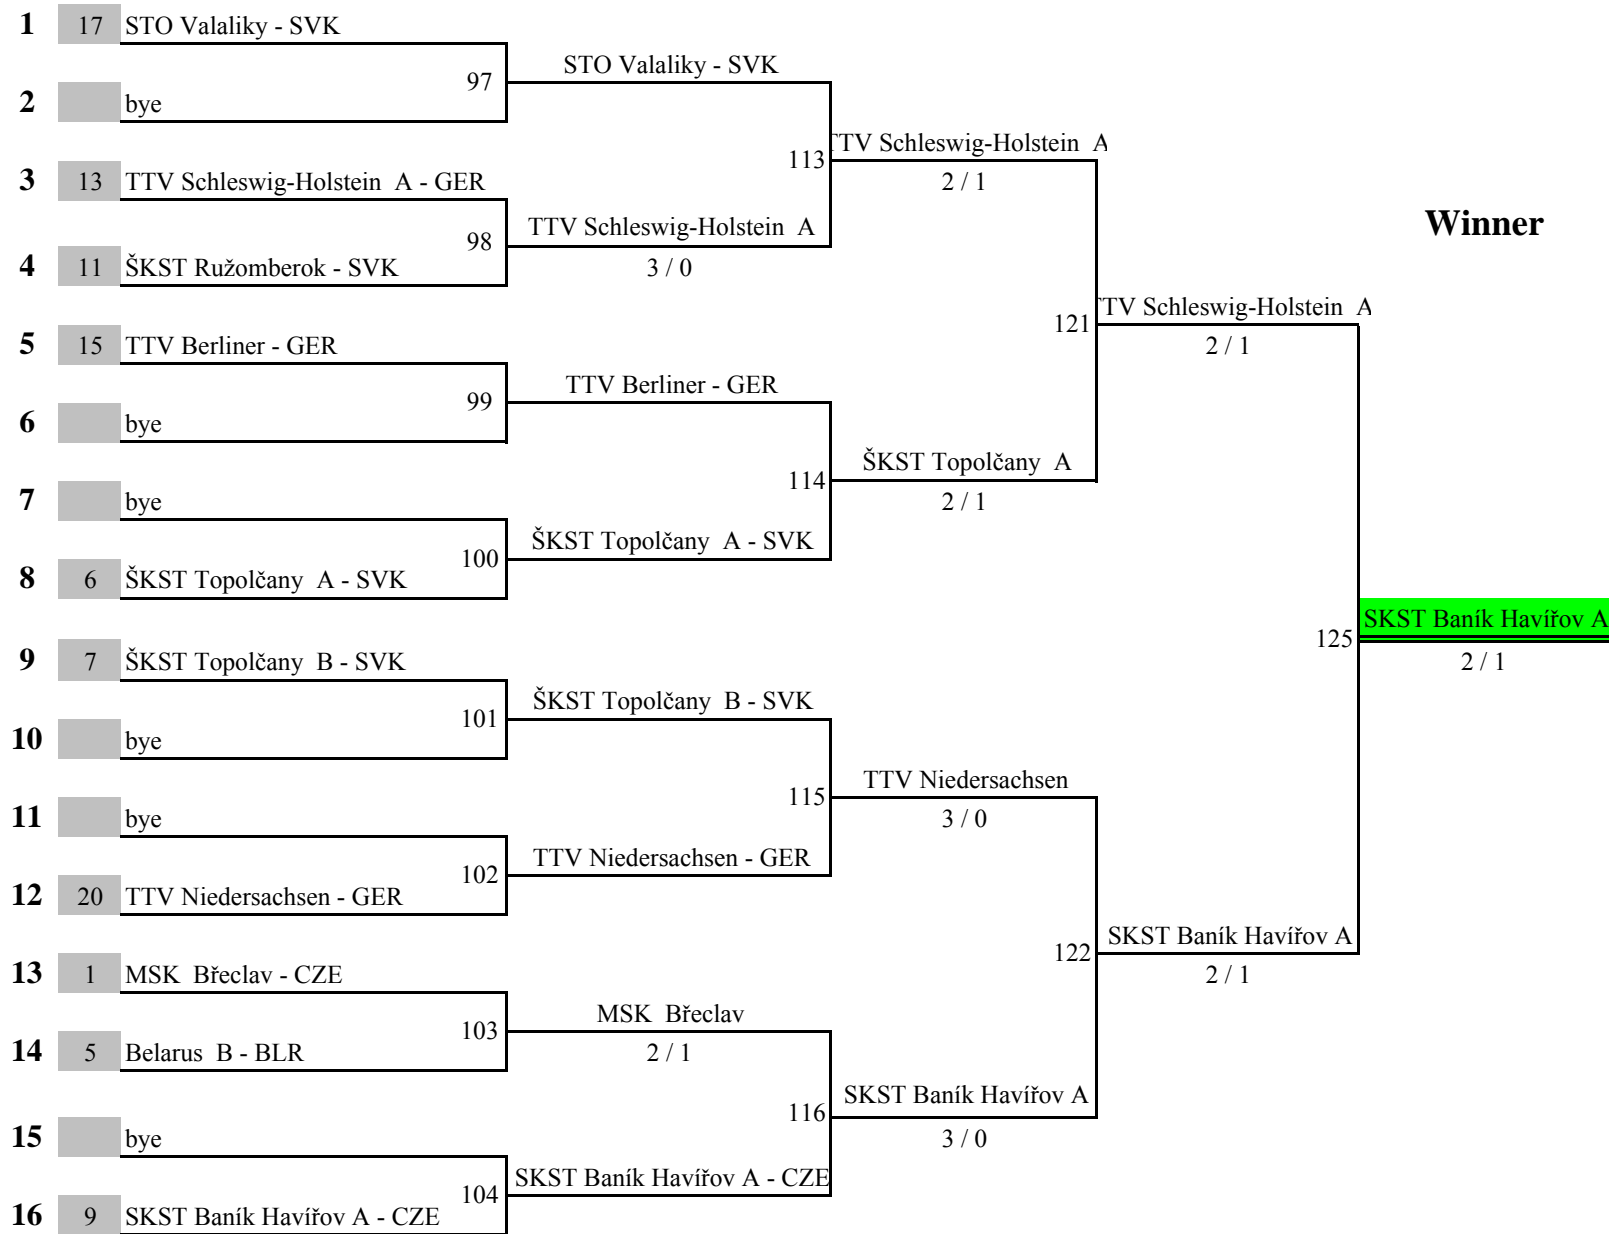 1 17 STO Valaliky - SVK
97 STO Valaliky - SVK
2 bye
113 TTV Schleswig-Holstein A
2 / 1
3 13 TTV Schleswig-Holstein A - GER
Winner
98 TTV Schleswig-Holstein A
3 / 0
4 11 ŠKST Ružomberok - SVK
121 TTV Schleswig-Holstein A
2 / 1
5 15 TTV Berliner - GER
99 TTV Berliner - GER
6 bye
114 ŠKST Topolčany A
2 / 1
7 bye
100 ŠKST Topolčany A - SVK
8 6 ŠKST Topolčany A - SVK
125 SKST Baník Havířov A
2 / 1
9 7 ŠKST Topolčany B - SVK
101 ŠKST Topolčany B - SVK
10 bye
115 TTV Niedersachsen
3 / 0
11 bye
102 TTV Niedersachsen - GER
12 20 TTV Niedersachsen - GER
122 SKST Baník Havířov A
2 / 1
13 1 MSK Břeclav - CZE
103 MSK Břeclav
2 / 1
14 5 Belarus B - BLR
116 SKST Baník Havířov A
3 / 0
15 bye
104 SKST Baník Havířov A - CZE
16 9 SKST Baník Havířov A - CZE